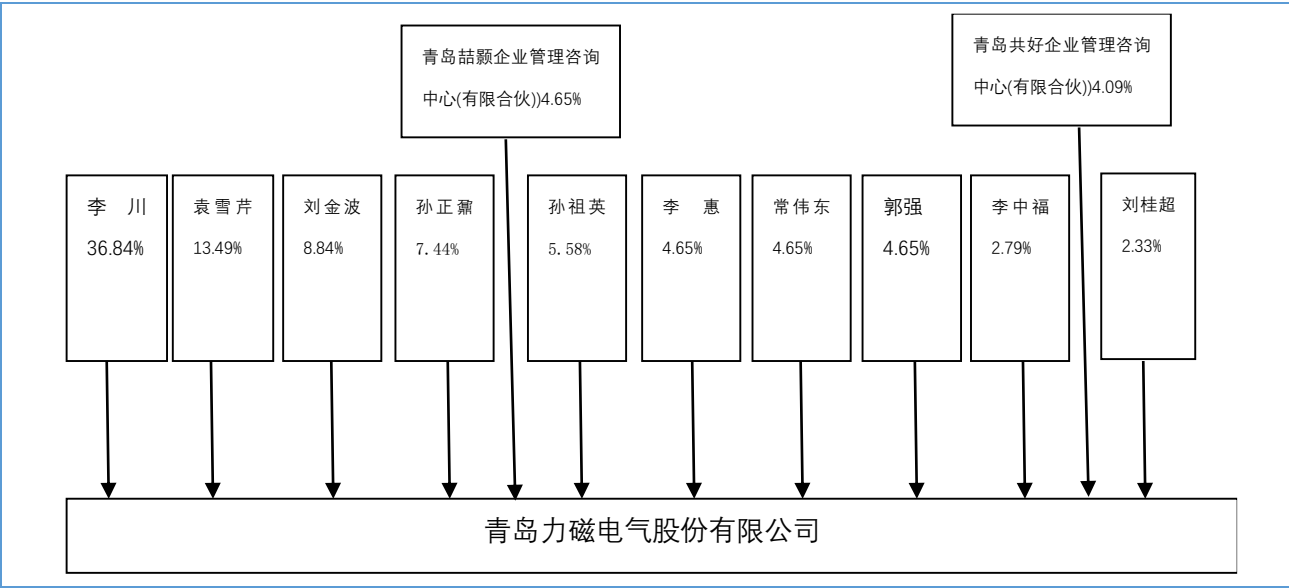 青岛喆颢企业管理咨询
中心(有限合伙))4.65%
青岛共好企业管理咨询
中心(有限合伙))4.09%
李 川
36.84%
袁雪芹
13.49%
刘金波
8.84%
孙正鼐
7.44%
孙祖英
5.58%
李 惠
4.65%
常伟东
4.65%
郭强
4.65%
李中福
2.79%
刘桂超
2.33%
青岛力磁电气股份有限公司